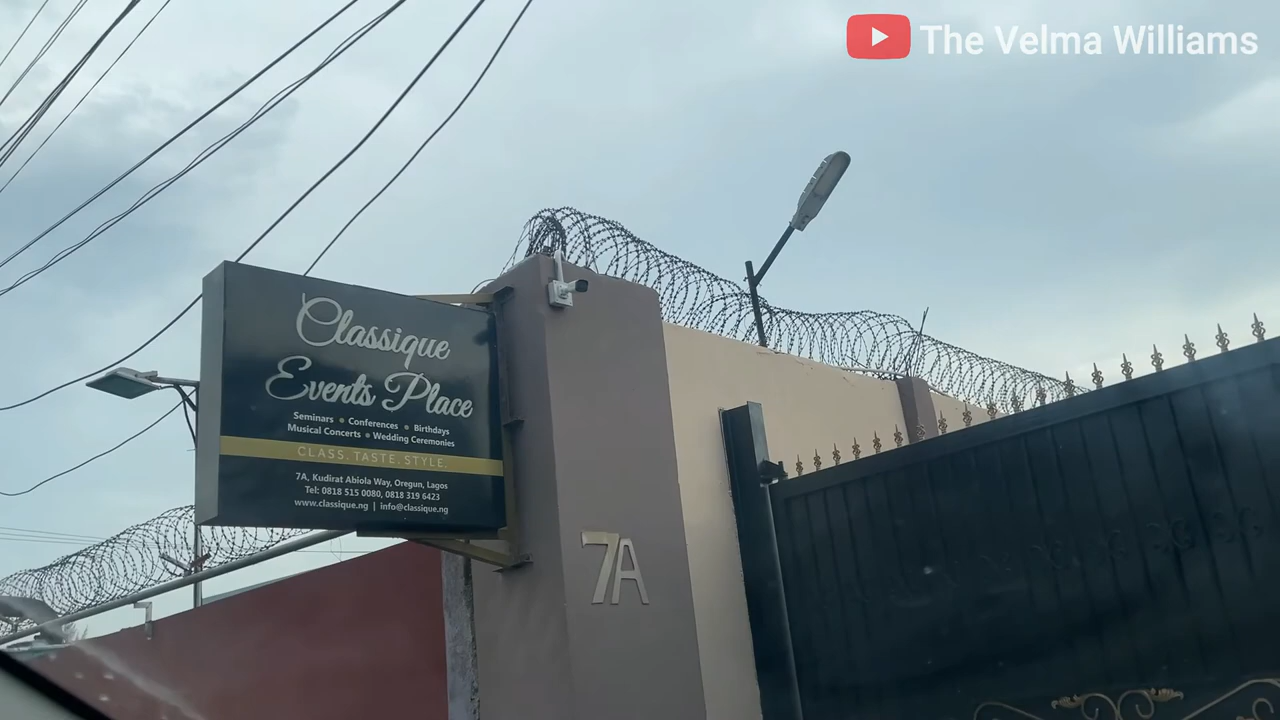 The Velma Williams
Classique
Events Place
Seminars • Conferences • Birthdays
Musical Concerts • Wedding Ceremonies
CLASS. TASTE. STYLE.
7A, Kudirat Abiola Way, Oregun, Lagos
Tel: 0818 515 0080, 0818 319 6423
www.classique.ng | info@classique.ng
7A